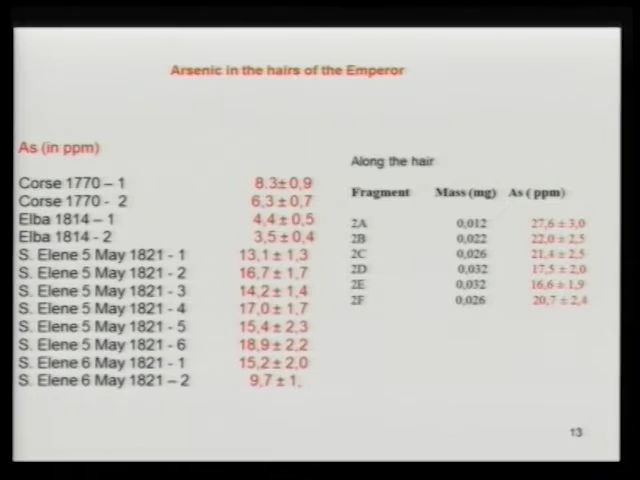 Arsenic in the hairs of the Emperor
As (in ppm)
Corse 1770 – 1 8.3± 0,9
Corse 1770 - 2 6,3 ± 0,7
Elba 1814 – 1 4,4 ± 0,5
Elba 1814 - 2 3,5 ± 0,4
S. Elene 5 May 1821 - 1 13,1 ± 1,3
S. Elene 5 May 1821 - 2 16,7 ± 1,7
S. Elene 5 May 1821 - 3 14,2 ± 1,4
S. Elene 5 May 1821 - 4 17,0 ± 1,7
S. Elene 5 May 1821 - 5 15,4 ± 2,3
S. Elene 5 May 1821 - 6 18,9 ± 2,2
S. Elene 6 May 1821 - 1 15,2 ± 2,0
S. Elene 6 May 1821 – 2 9,7 ± 1,
Along the hair
Fragment Mass (mg) As ( ppm)
2A 0,012 27,6 ± 3,0
2B 0,022 22,0 ± 2,5
2C 0,026 21,4 ± 2,5
2D 0,032 17,5 ± 2,0
2E 0,032 16,6 ± 1,9
2F 0,026 20,7 ± 2,4
13